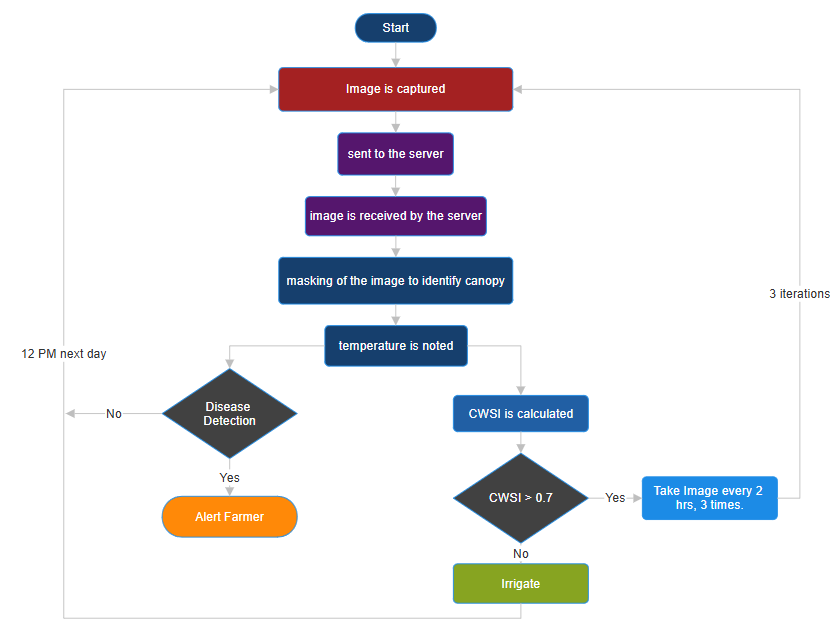 Start
Image is captured
sent to the server
image is received by the server
masking of the image to identify canopy
3 iterations
temperature is noted
12 PM next day
Disease
Detection
No
CWSI is calculated
Yes
CWSI > 0.7
Yes
Take Image every 2
hrs, 3 times.
Alert Farmer
No
Irrigate